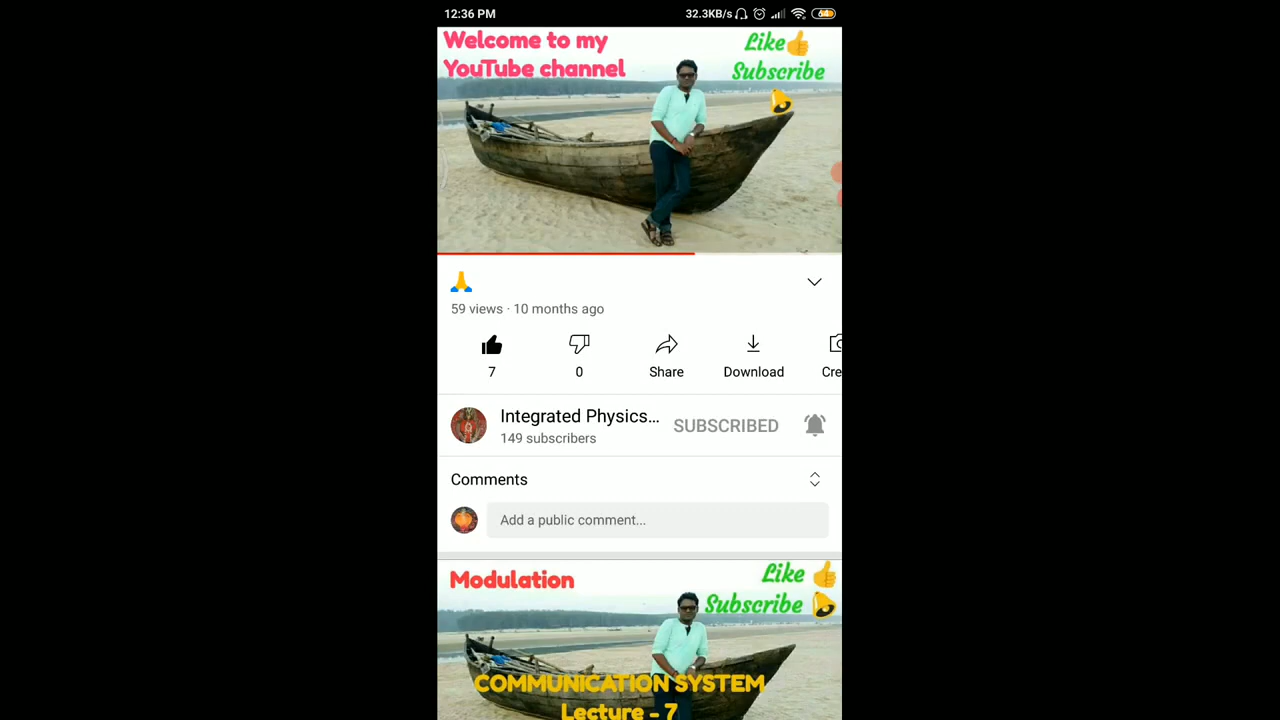 12:36 PM
32.3KB/s
64
Welcome to my
YouTube channel
Like👍
Subscribe
🔔
🙏
59 views · 10 months ago
7
0
Share
Download
Cre
Integrated Physics...
149 subscribers
SUBSCRIBED
Comments
Add a public comment...
Modulation
Like 👍
Subscribe 🔔
COMMUNICATION SYSTEM
Lecture - 7